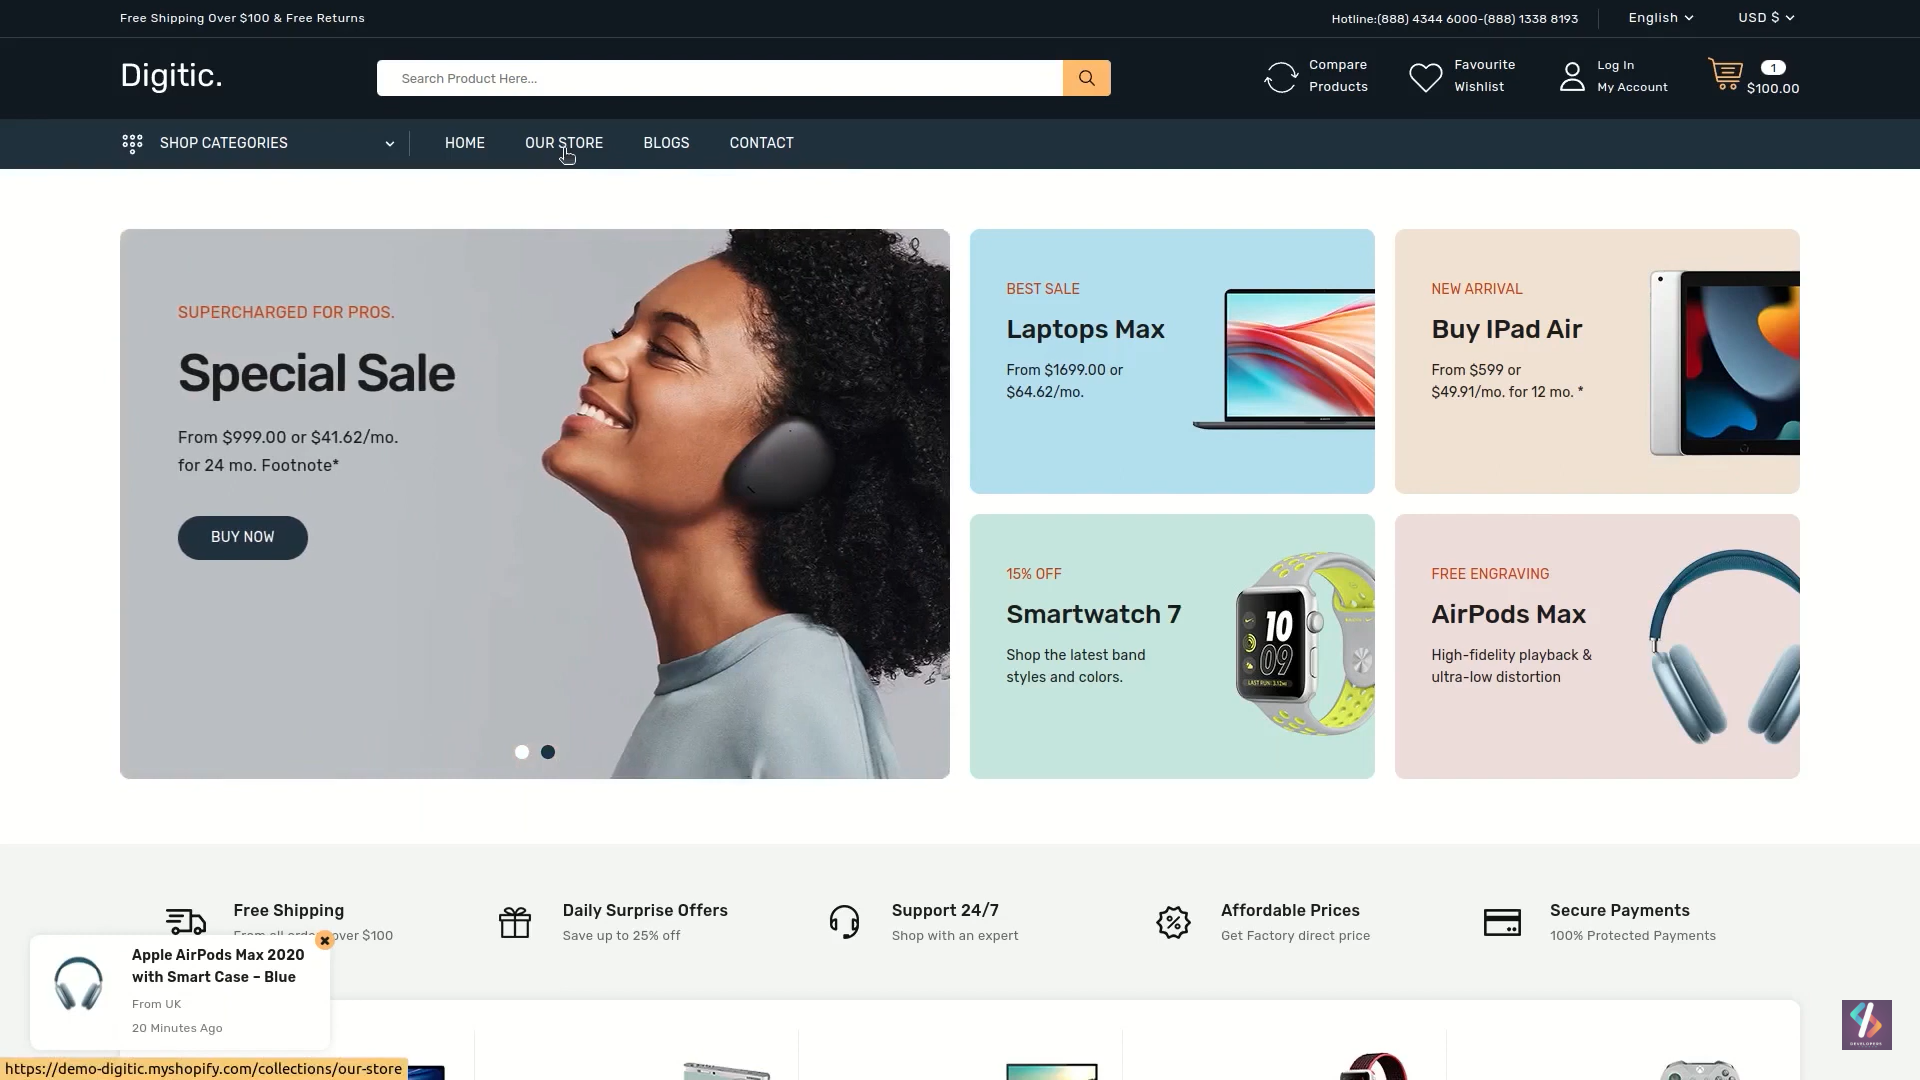 Free Shipping Over $100 & Free Returns
Hotline:(888) 4344 6000-(888) 1338 8193
English
USD $
Digitic.
Search Product Here...
Compare
Products
Favourite
Wishlist
Log In
My Account
1
$100.00
SHOP CATEGORIES
HOME
OUR STORE
BLOGS
CONTACT
SUPERCHARGED FOR PROS.
Special Sale
From $999.00 or $41.62/mo.
for 24 mo. Footnote*
BUY NOW
BEST SALE
Laptops Max
From $1699.00 or
$64.62/mo.
NEW ARRIVAL
Buy IPad Air
From $599 or
$49.91/mo. for 12 mo. *
15% OFF
Smartwatch 7
Shop the latest band
styles and colors.
10
09
FREE ENGRAVING
AirPods Max
High-fidelity playback &
ultra-low distortion
Free Shipping
From all orders over $100
Daily Surprise Offers
Save up to 25% off
Support 24/7
Shop with an expert
Affordable Prices
Get Factory direct price
Secure Payments
100% Protected Payments
Apple AirPods Max 2020
with Smart Case – Blue
From UK
20 Minutes Ago
DEVELOPERS
https://demo-digitic.myshopify.com/collections/our-store